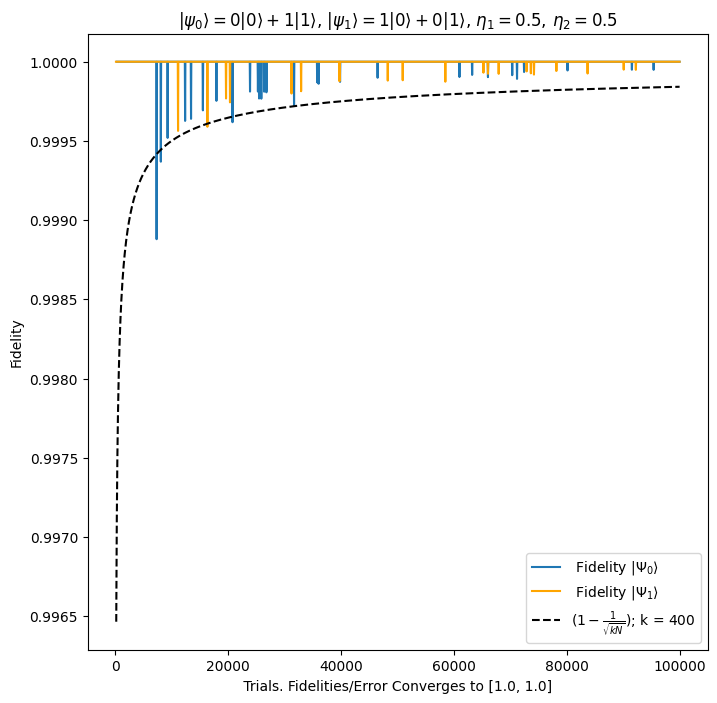 |ψ₀⟩ = 0|0⟩ + 1|1⟩, |ψ₁⟩ = 1|0⟩ + 0|1⟩, η₁ = 0.5, η₂ = 0.5
1.0000
0.9995
0.9990
0.9985
0.9980
0.9975
0.9970
0.9965
Fidelity
Fidelity |Ψ₀⟩
Fidelity |Ψ₁⟩
(1 − 1/√kN); k = 400
0 20000 40000 60000 80000 100000
Trials. Fidelities/Error Converges to [1.0, 1.0]